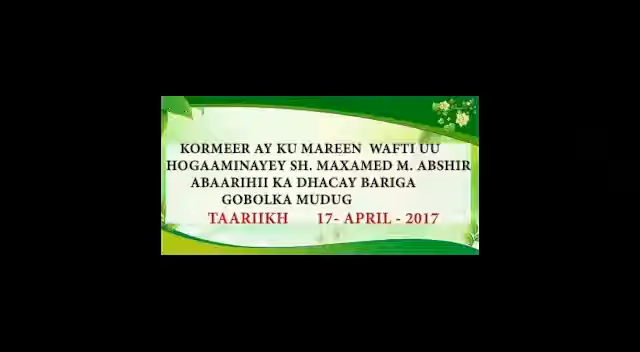 KORMEER AY KU MAREEN WAFTI UU
HOGAAMINAYEY SH. MAXAMED M. ABSHIR
ABAARIHII KA DHACAY BARIGA
GOBOLKA MUDUG
TAARIIKH 17- APRIL - 2017